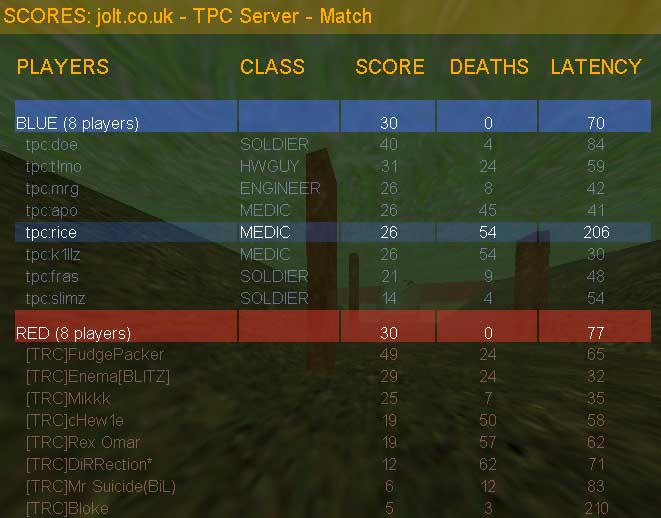 SCORES: jolt.co.uk - TPC Server - Match
PLAYERS CLASS SCORE DEATHS LATENCY
BLUE (8 players) 30 0 70
tpc:doe SOLDIER 40 4 84
tpc:t!mo HWGUY 31 24 59
tpc:mrg ENGINEER 26 8 42
tpc:apo MEDIC 26 45 41
tpc:rice MEDIC 26 54 206
tpc:k1llz MEDIC 26 54 30
tpc:fras SOLDIER 21 9 48
tpc:slimz SOLDIER 14 4 54
RED (8 players) 30 0 77
[TRC]FudgePacker 49 24 65
[TRC]Enema[BLITZ] 29 24 32
[TRC]Mikkk 25 7 35
[TRC]cHew1e 19 50 58
[TRC]Rex Omar 19 57 62
[TRC]DiRRection* 12 62 71
[TRC]Mr Suicide(BiL) 6 12 83
[TRC]Bloke 5 3 210